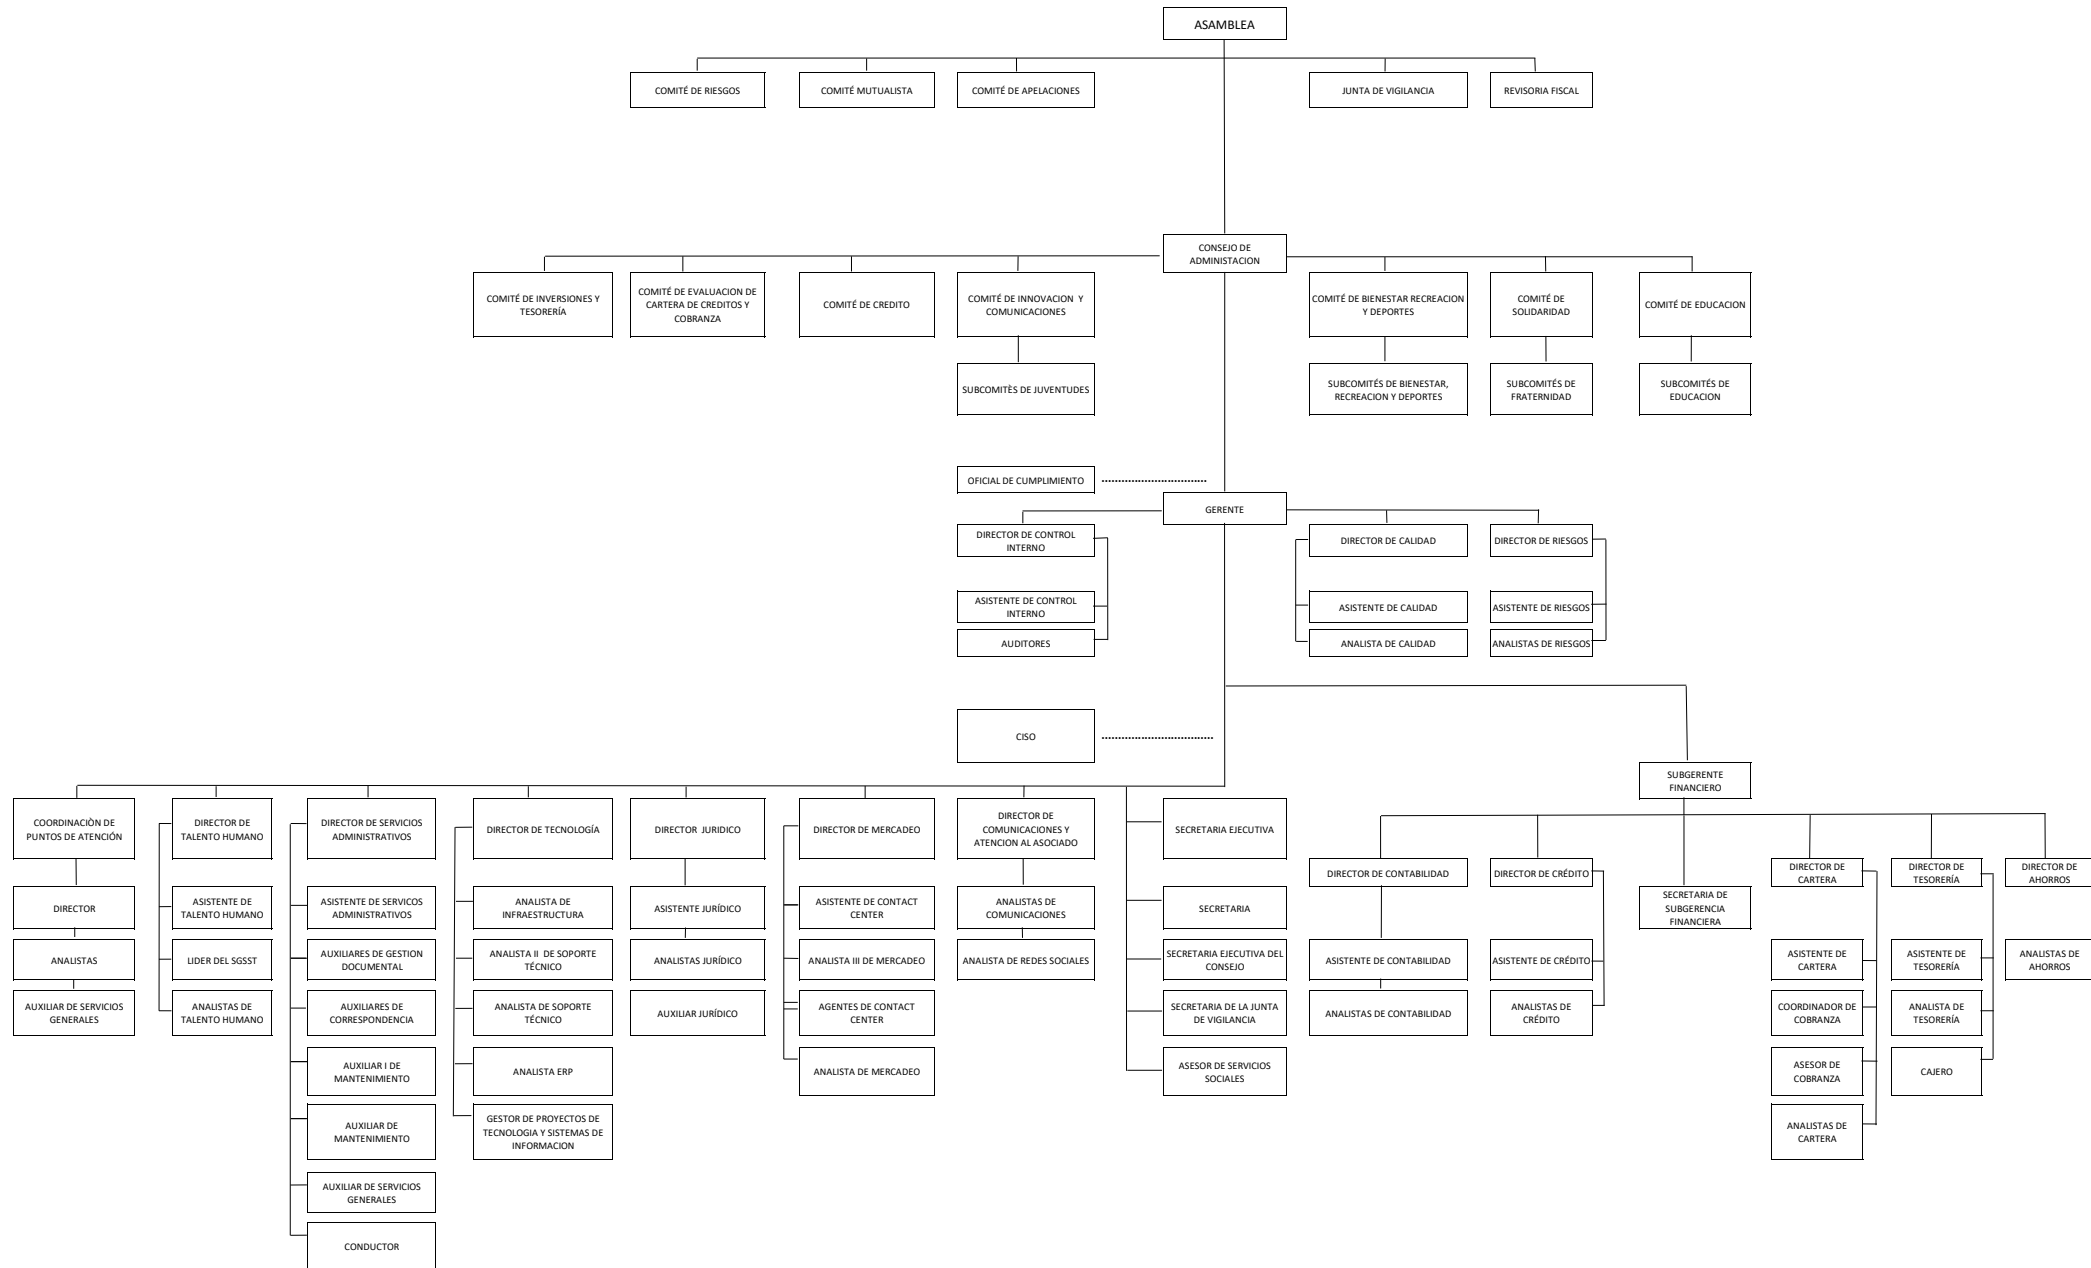 ASAMBLEA
COMITÉ DE RIESGOS
COMITÉ MUTUALISTA
COMITÉ DE APELACIONES
JUNTA DE VIGILANCIA
REVISORIA FISCAL
CONSEJO DE
ADMINISTACION
COMITÉ DE INVERSIONES Y
TESORERÍA
COMITÉ DE EVALUACION DE
CARTERA DE CREDITOS Y
COBRANZA
COMITÉ DE CREDITO
COMITÉ DE INNOVACION Y
COMUNICACIONES
COMITÉ DE BIENESTAR RECREACION
Y DEPORTES
COMITÉ DE
SOLIDARIDAD
COMITÉ DE EDUCACION
SUBCOMITÈS DE JUVENTUDES
SUBCOMITÉS DE BIENESTAR,
RECREACION Y DEPORTES
SUBCOMITÉS DE
FRATERNIDAD
SUBCOMITÉS DE
EDUCACION
OFICIAL DE CUMPLIMIENTO
GERENTE
DIRECTOR DE CONTROL
INTERNO
DIRECTOR DE CALIDAD
DIRECTOR DE RIESGOS
ASISTENTE DE CONTROL
INTERNO
ASISTENTE DE CALIDAD
ASISTENTE DE RIESGOS
AUDITORES
ANALISTA DE CALIDAD
ANALISTAS DE RIESGOS
CISO
SUBGERENTE
FINANCIERO
COORDINACIÒN DE
PUNTOS DE ATENCIÓN
DIRECTOR DE
TALENTO HUMANO
DIRECTOR DE SERVICIOS
ADMINISTRATIVOS
DIRECTOR DE TECNOLOGÍA
DIRECTOR JURIDICO
DIRECTOR DE MERCADEO
DIRECTOR DE
COMUNICACIONES Y
ATENCION AL ASOCIADO
SECRETARIA EJECUTIVA
DIRECTOR DE CONTABILIDAD
DIRECTOR DE CRÉDITO
SECRETARIA DE
SUBGERENCIA
FINANCIERA
DIRECTOR DE
CARTERA
DIRECTOR DE
TESORERÍA
DIRECTOR DE
AHORROS
DIRECTOR
ASISTENTE DE
TALENTO HUMANO
ASISTENTE DE SERVICOS
ADMINISTRATIVOS
ANALISTA DE
INFRAESTRUCTURA
ASISTENTE JURÍDICO
ASISTENTE DE CONTACT
CENTER
ANALISTAS DE
COMUNICACIONES
SECRETARIA
ANALISTAS
LIDER DEL SGSST
AUXILIARES DE GESTION
DOCUMENTAL
ANALISTA II DE SOPORTE
TÉCNICO
ANALISTAS JURÍDICO
ANALISTA III DE MERCADEO
ANALISTA DE REDES SOCIALES
SECRETARIA EJECUTIVA DEL
CONSEJO
ASISTENTE DE CONTABILIDAD
ASISTENTE DE CRÉDITO
ASISTENTE DE
CARTERA
ASISTENTE DE
TESORERÍA
ANALISTAS DE
AHORROS
AUXILIAR DE SERVICIOS
GENERALES
ANALISTAS DE
TALENTO HUMANO
AUXILIARES DE
CORRESPONDENCIA
ANALISTA DE SOPORTE
TÉCNICO
AUXILIAR JURÍDICO
AGENTES DE CONTACT
CENTER
SECRETARIA DE LA JUNTA
DE VIGILANCIA
ANALISTAS DE CONTABILIDAD
ANALISTAS DE
CRÉDITO
COORDINADOR DE
COBRANZA
ANALISTA DE
TESORERÍA
AUXILIAR I DE
MANTENIMIENTO
ANALISTA ERP
ANALISTA DE MERCADEO
ASESOR DE SERVICIOS
SOCIALES
ASESOR DE
COBRANZA
CAJERO
AUXILIAR DE
MANTENIMIENTO
GESTOR DE PROYECTOS DE
TECNOLOGIA Y SISTEMAS DE
INFORMACION
ANALISTAS DE
CARTERA
AUXILIAR DE SERVICIOS
GENERALES
CONDUCTOR